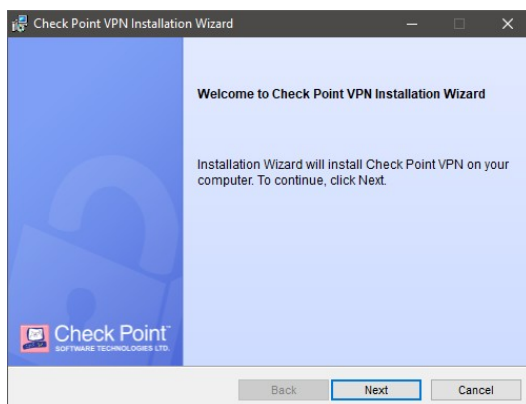 Check Point VPN Installation Wizard
Welcome to Check Point VPN Installation Wizard
Installation Wizard will install Check Point VPN on your
computer. To continue, click Next.
Check Point™
SOFTWARE TECHNOLOGIES LTD.
Back Next Cancel